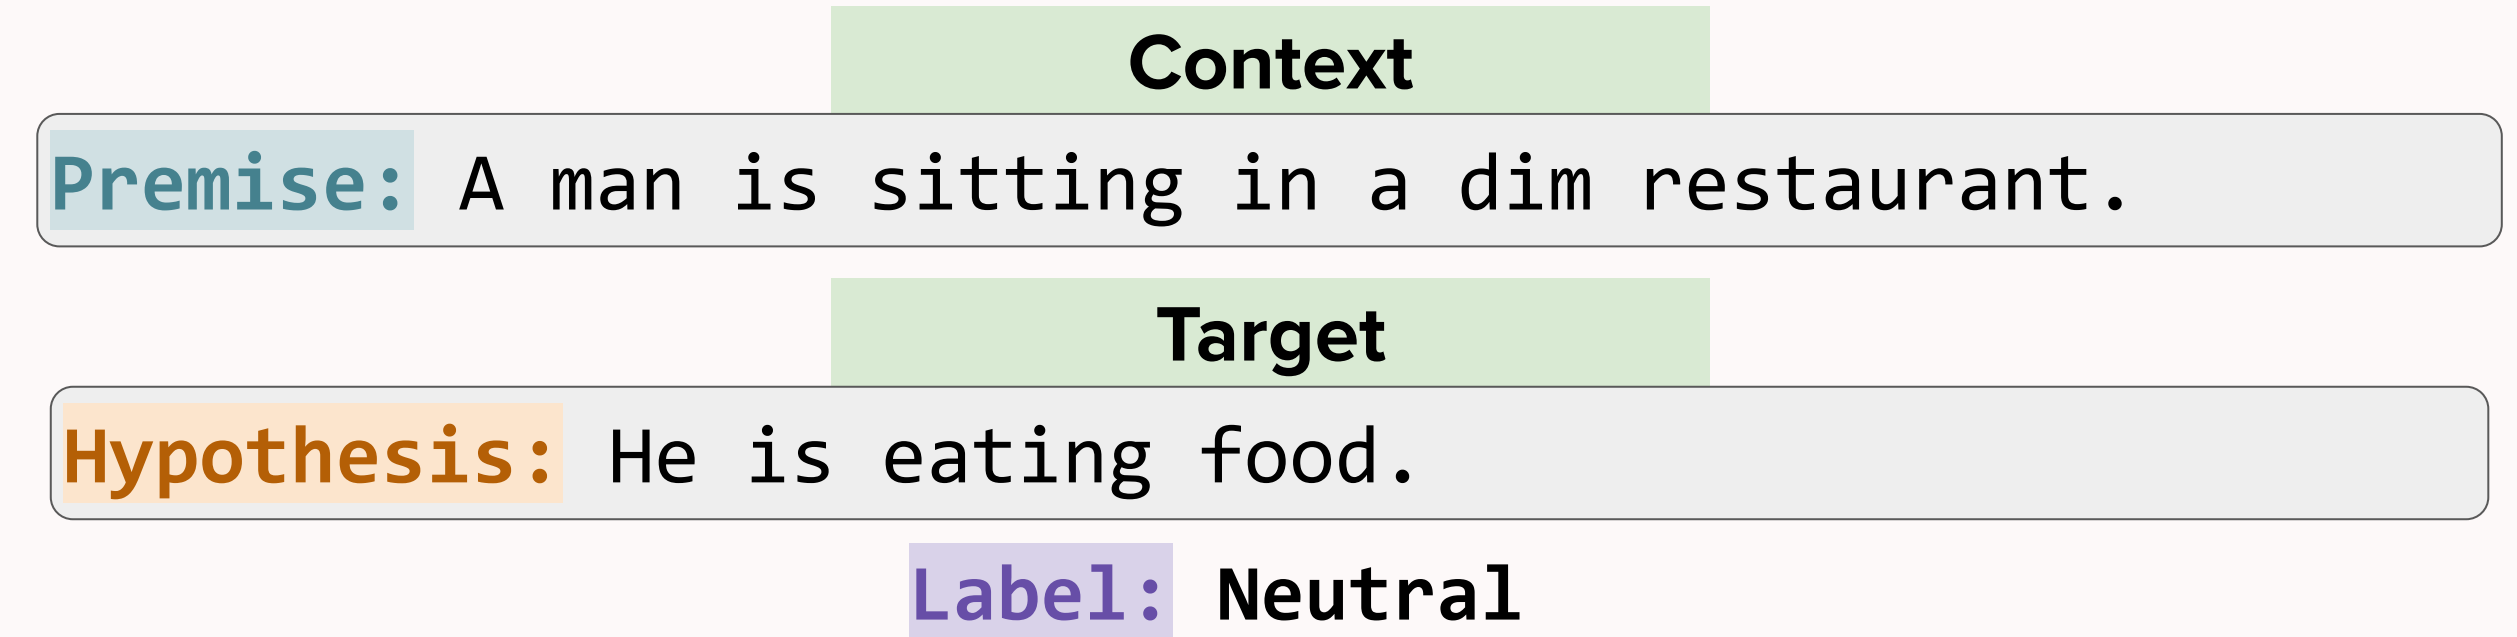 Context
Premise: A man is sitting in a dim restaurant.
Target
Hypothesis: He is eating food.
Label: Neutral